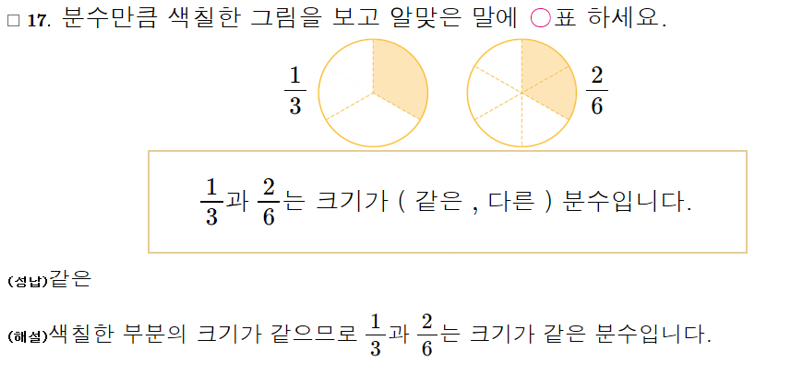 □ 17. 분수만큼 색칠한 그림을 보고 알맞은 말에 ○표 하세요.
1/3 2/6
1/3과 2/6는 크기가 ( 같은 , 다른 ) 분수입니다.
(성납)같은
(해설)색칠한 부분의 크기가 같으므로 1/3과 2/6는 크기가 같은 분수입니다.